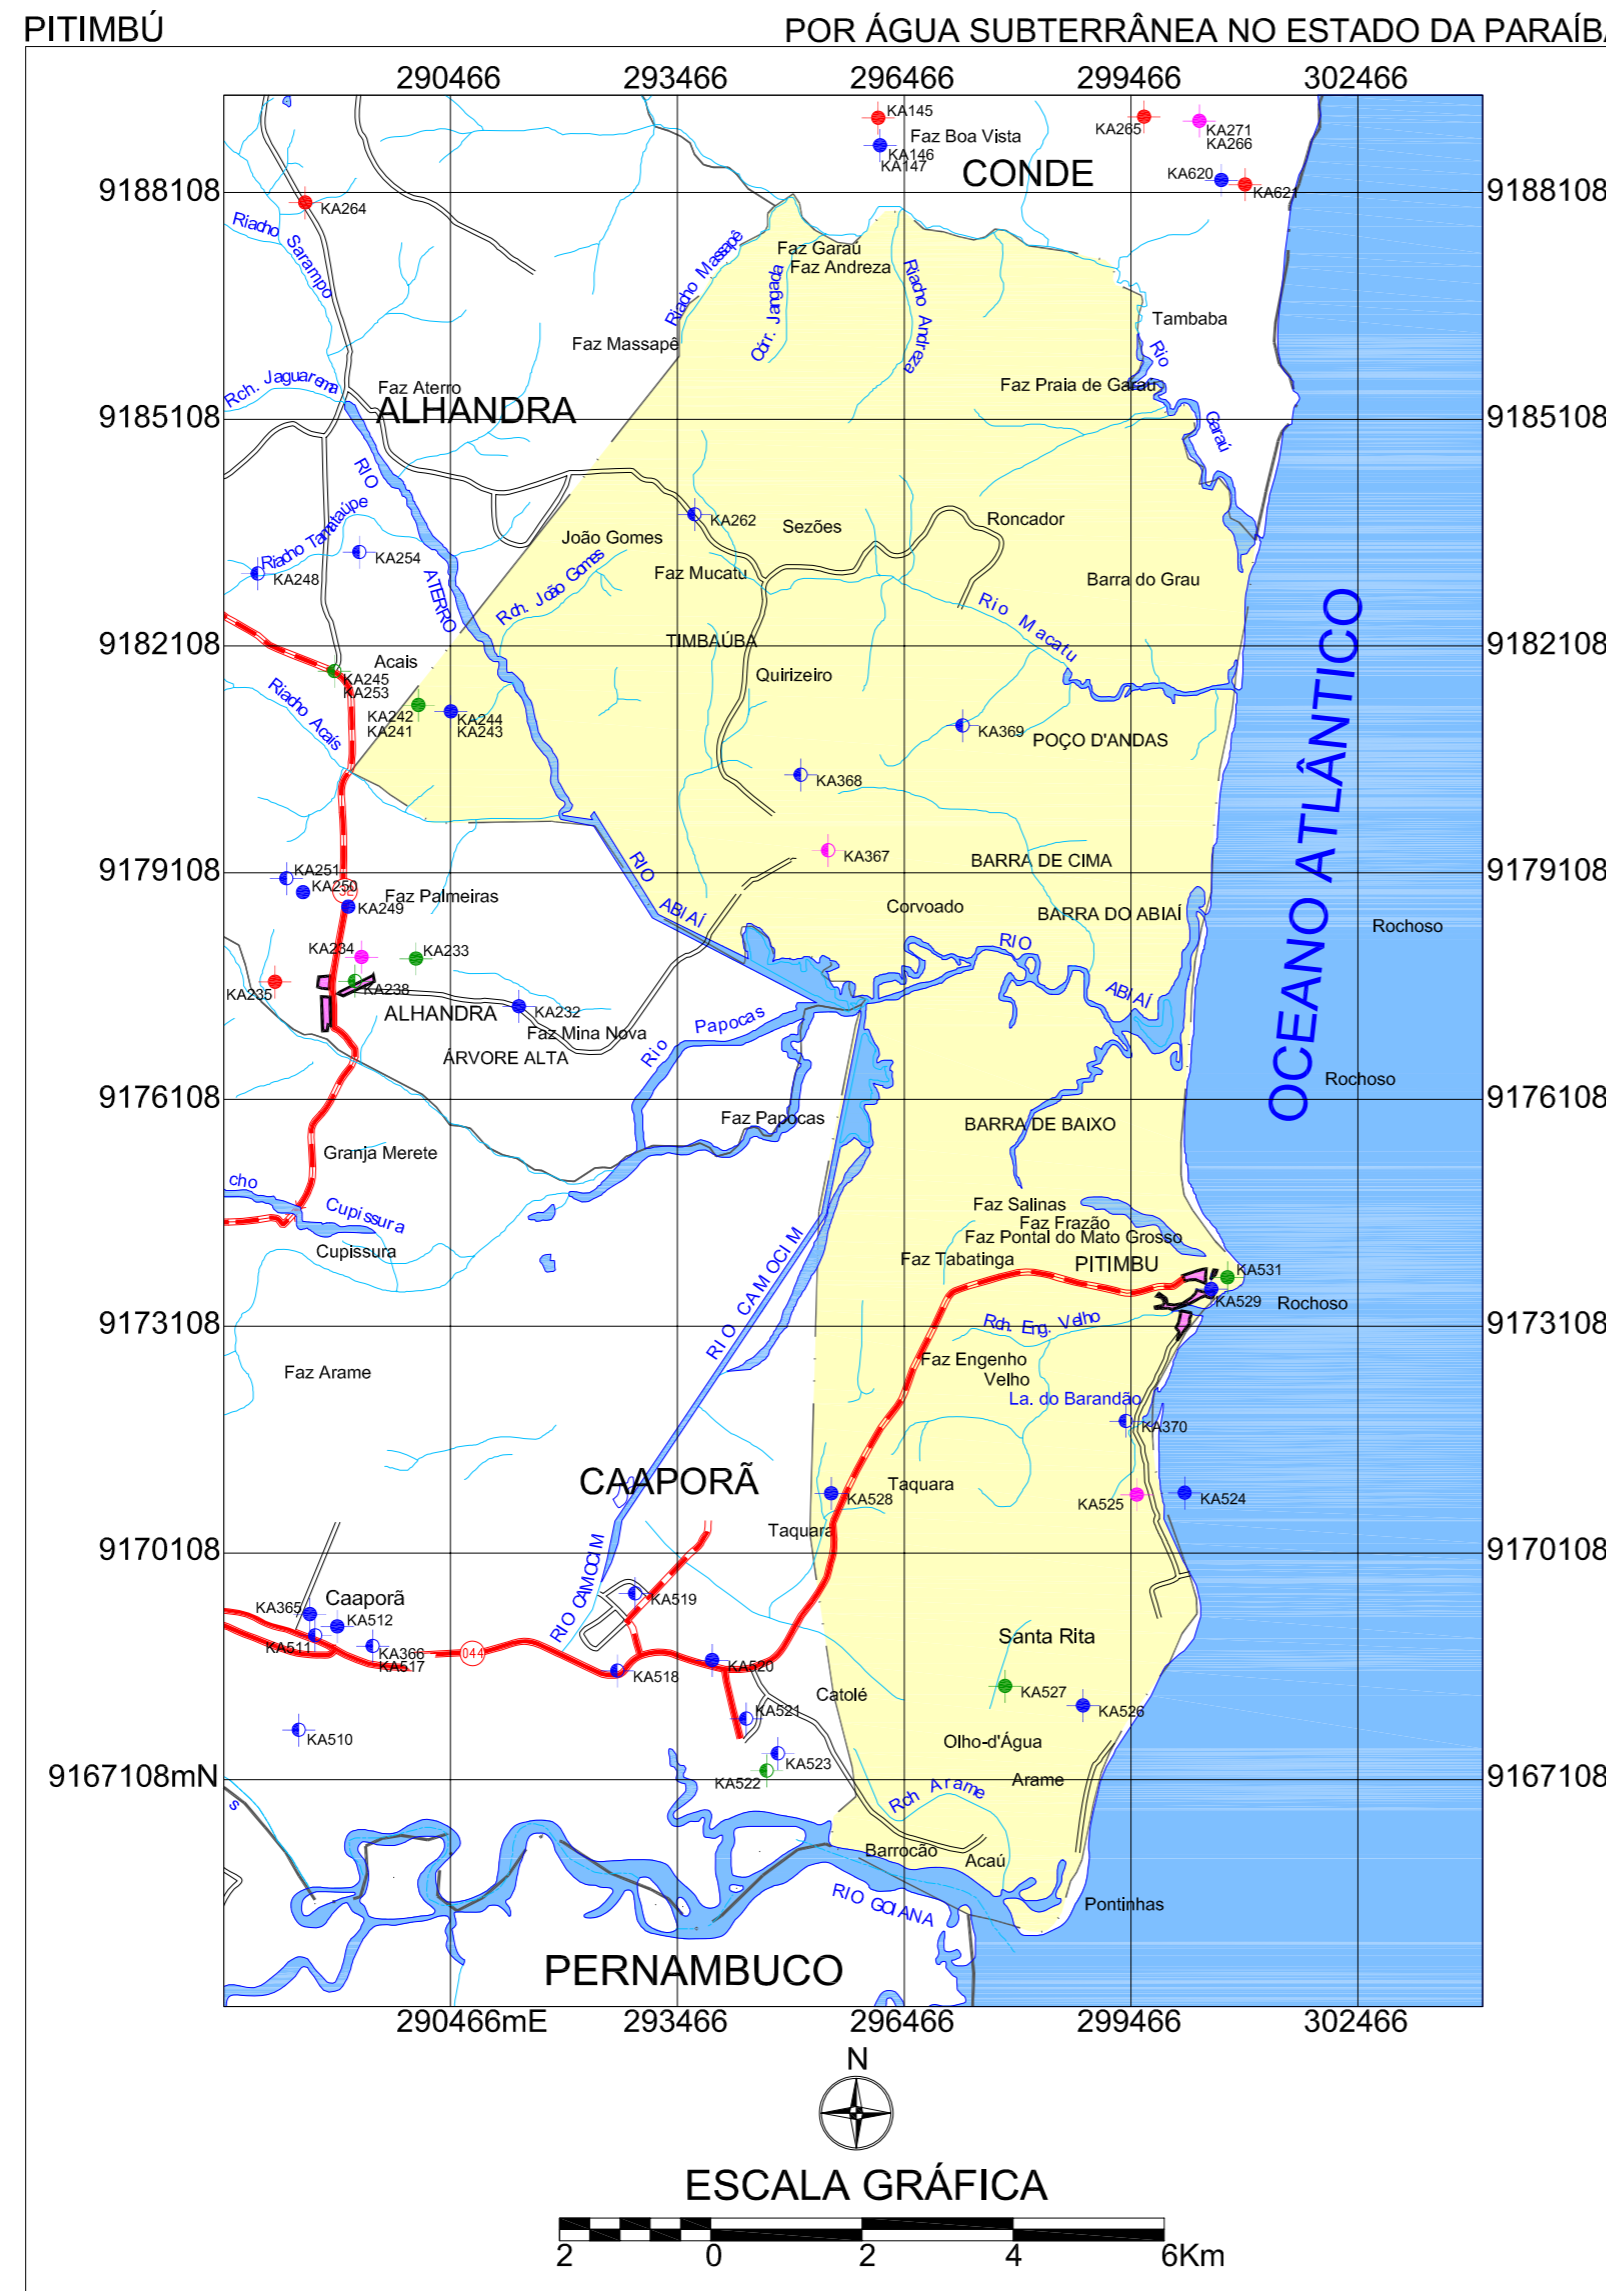 PITIMBÚ
POR ÁGUA SUBTERRÂNEA NO ESTADO DA PARAÍBA
290466 293466 296466 299466 302466
KA145
Faz Boa Vista
KA146
KA147
CONDE
KA265
KA271
KA266
KA620
KA621
9188108
9188108
KA264
Riacho Sarampo
Riacho Massapê
Faz Garaú
Faz Andreza
Córr. Jangada
Riacho Andreza
Tambaba
Faz Massapê
Rio Garaú
Rch. Jaguarema
Faz Aterro
Faz Praia de Garaú
ALHANDRA
9185108
9185108
RIO ATERRO
Riacho Tamataúpe
KA262
Sezões
Roncador
João Gomes
KA254
KA248
Faz Mucatu
Barra do Grau
Rch. João Gomes
Rio Macatu
OCEANO ATLÂNTICO
9182108
9182108
TIMBAÚBA
Acais
KA245
KA253
Quirizeiro
Riacho Acaís
KA242
KA241
KA244
KA243
KA369
POÇO D'ANDAS
KA368
KA367
BARRA DE CIMA
9179108
9179108
KA251
KA250
Faz Palmeiras
KA249
RIO ABIAÍ
Corvoado
BARRA DO ABIAÍ
Rochoso
KA234
KA233
RIO ABIAÍ
KA235
KA238
ALHANDRA
KA232
Faz Mina Nova
Rio Papocas
ÁRVORE ALTA
Rochoso
9176108
9176108
Faz Papocas
BARRA DE BAIXO
Granja Merete
cho Cupissura
Cupissura
Faz Salinas
Faz Frazão
Faz Pontal do Mato Grosso
Faz Tabatinga
PITIMBU
KA531
KA529
Rochoso
RIO CAMOCIM
9173108
9173108
Rch. Eng. Velho
Faz Arame
Faz Engenho
Velho
La. do Barandão
KA370
CAAPORÃ
Taquara
KA528
KA525
KA524
Taquara
9170108
9170108
RIO CAMOCIM
KA519
KA365
Caaporã
KA512
KA511
KA366
KA517
044
KA518
KA520
Santa Rita
KA527
KA526
Catolé
KA521
KA510
KA523
KA522
Olho-d'Água
9167108mN
9167108
Arame
Rch Arame
s
Barrocão
Acaú
RIO GOIANA
Pontinhas
PERNAMBUCO
290466mE 293466 296466 299466 302466
N
ESCALA GRÁFICA
2 0 2 4 6Km